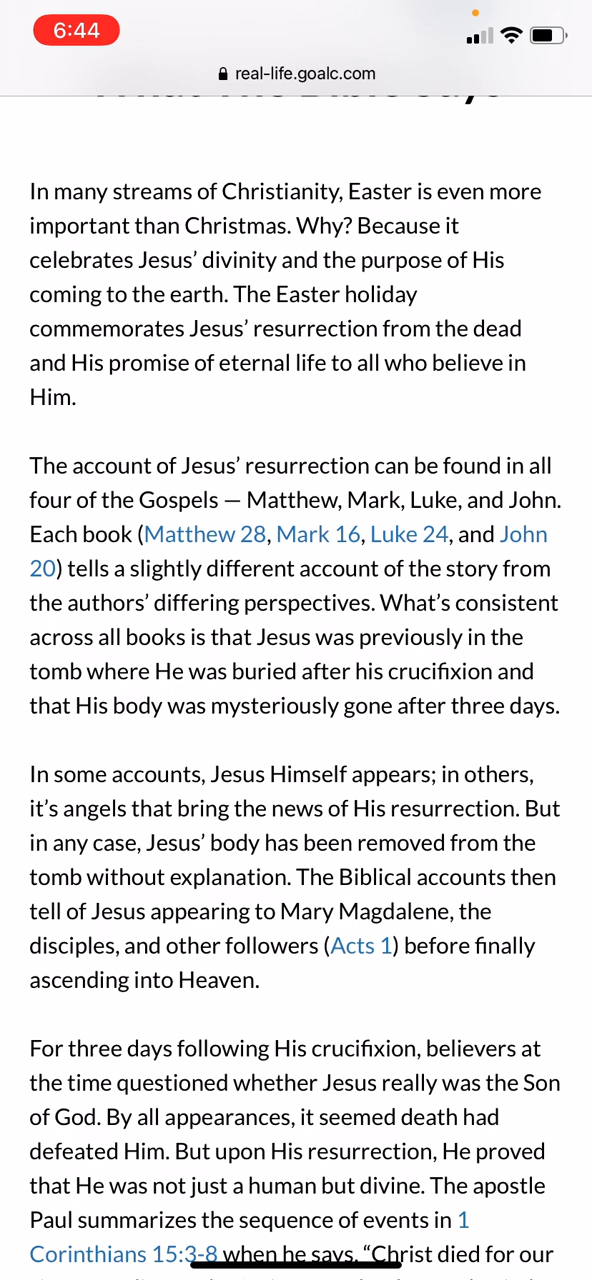 6:44
real-life.goalc.com
In many streams of Christianity, Easter is even more
important than Christmas. Why? Because it
celebrates Jesus’ divinity and the purpose of His
coming to the earth. The Easter holiday
commemorates Jesus’ resurrection from the dead
and His promise of eternal life to all who believe in
Him.
The account of Jesus’ resurrection can be found in all
four of the Gospels — Matthew, Mark, Luke, and John.
Each book (Matthew 28, Mark 16, Luke 24, and John
20) tells a slightly different account of the story from
the authors’ differing perspectives. What’s consistent
across all books is that Jesus was previously in the
tomb where He was buried after his crucifixion and
that His body was mysteriously gone after three days.
In some accounts, Jesus Himself appears; in others,
it’s angels that bring the news of His resurrection. But
in any case, Jesus’ body has been removed from the
tomb without explanation. The Biblical accounts then
tell of Jesus appearing to Mary Magdalene, the
disciples, and other followers (Acts 1) before finally
ascending into Heaven.
For three days following His crucifixion, believers at
the time questioned whether Jesus really was the Son
of God. By all appearances, it seemed death had
defeated Him. But upon His resurrection, He proved
that He was not just a human but divine. The apostle
Paul summarizes the sequence of events in 1
Corinthians 15:3-8 when he says, “Christ died for our